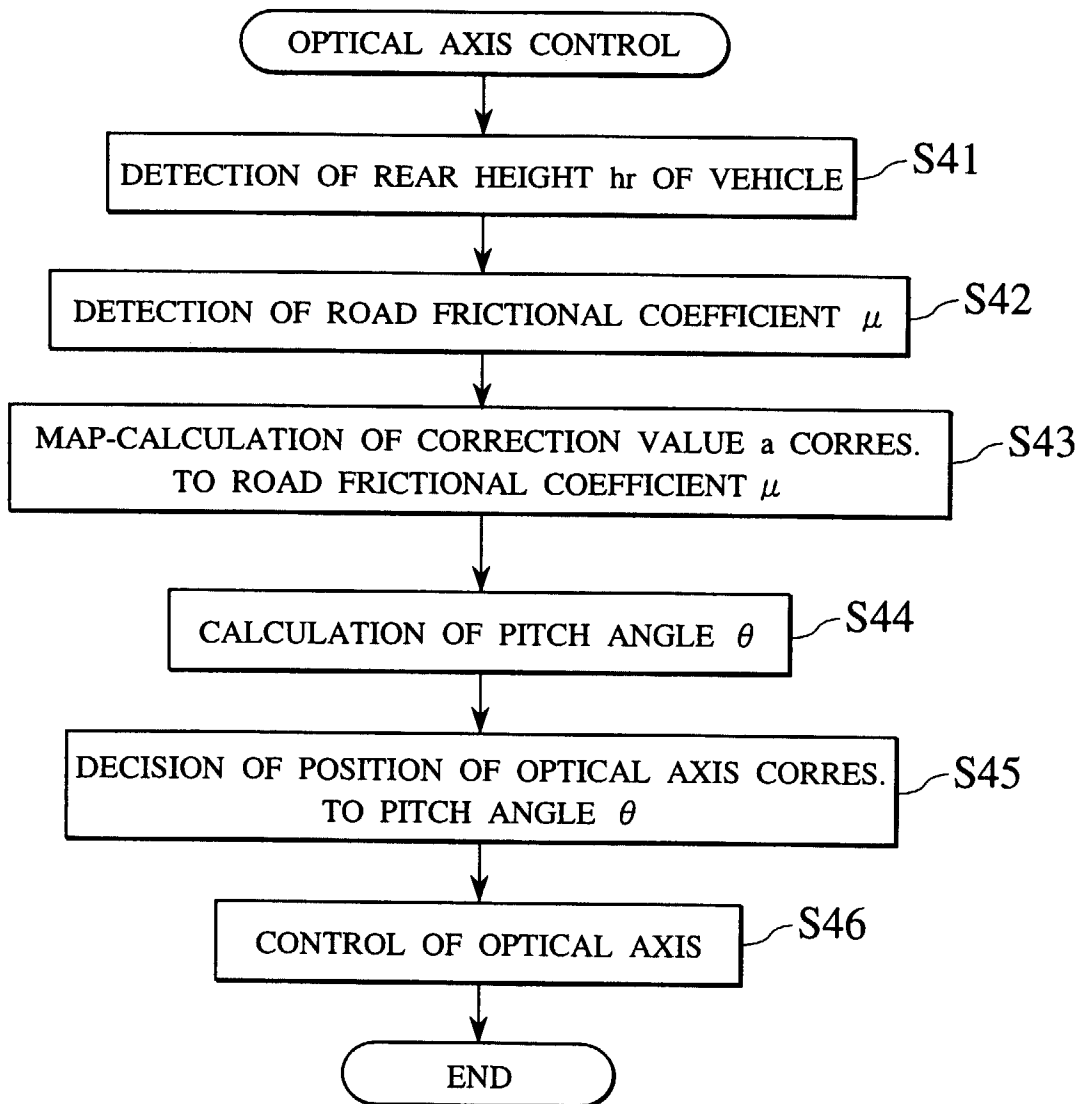 OPTICAL AXIS CONTROL
DETECTION OF REAR HEIGHT hr OF VEHICLE
S41
DETECTION OF ROAD FRICTIONAL COEFFICIENT μ
S42
MAP-CALCULATION OF CORRECTION VALUE a CORRES.
TO ROAD FRICTIONAL COEFFICIENT μ
S43
CALCULATION OF PITCH ANGLE θ
S44
DECISION OF POSITION OF OPTICAL AXIS CORRES.
TO PITCH ANGLE θ
S45
CONTROL OF OPTICAL AXIS
S46
END